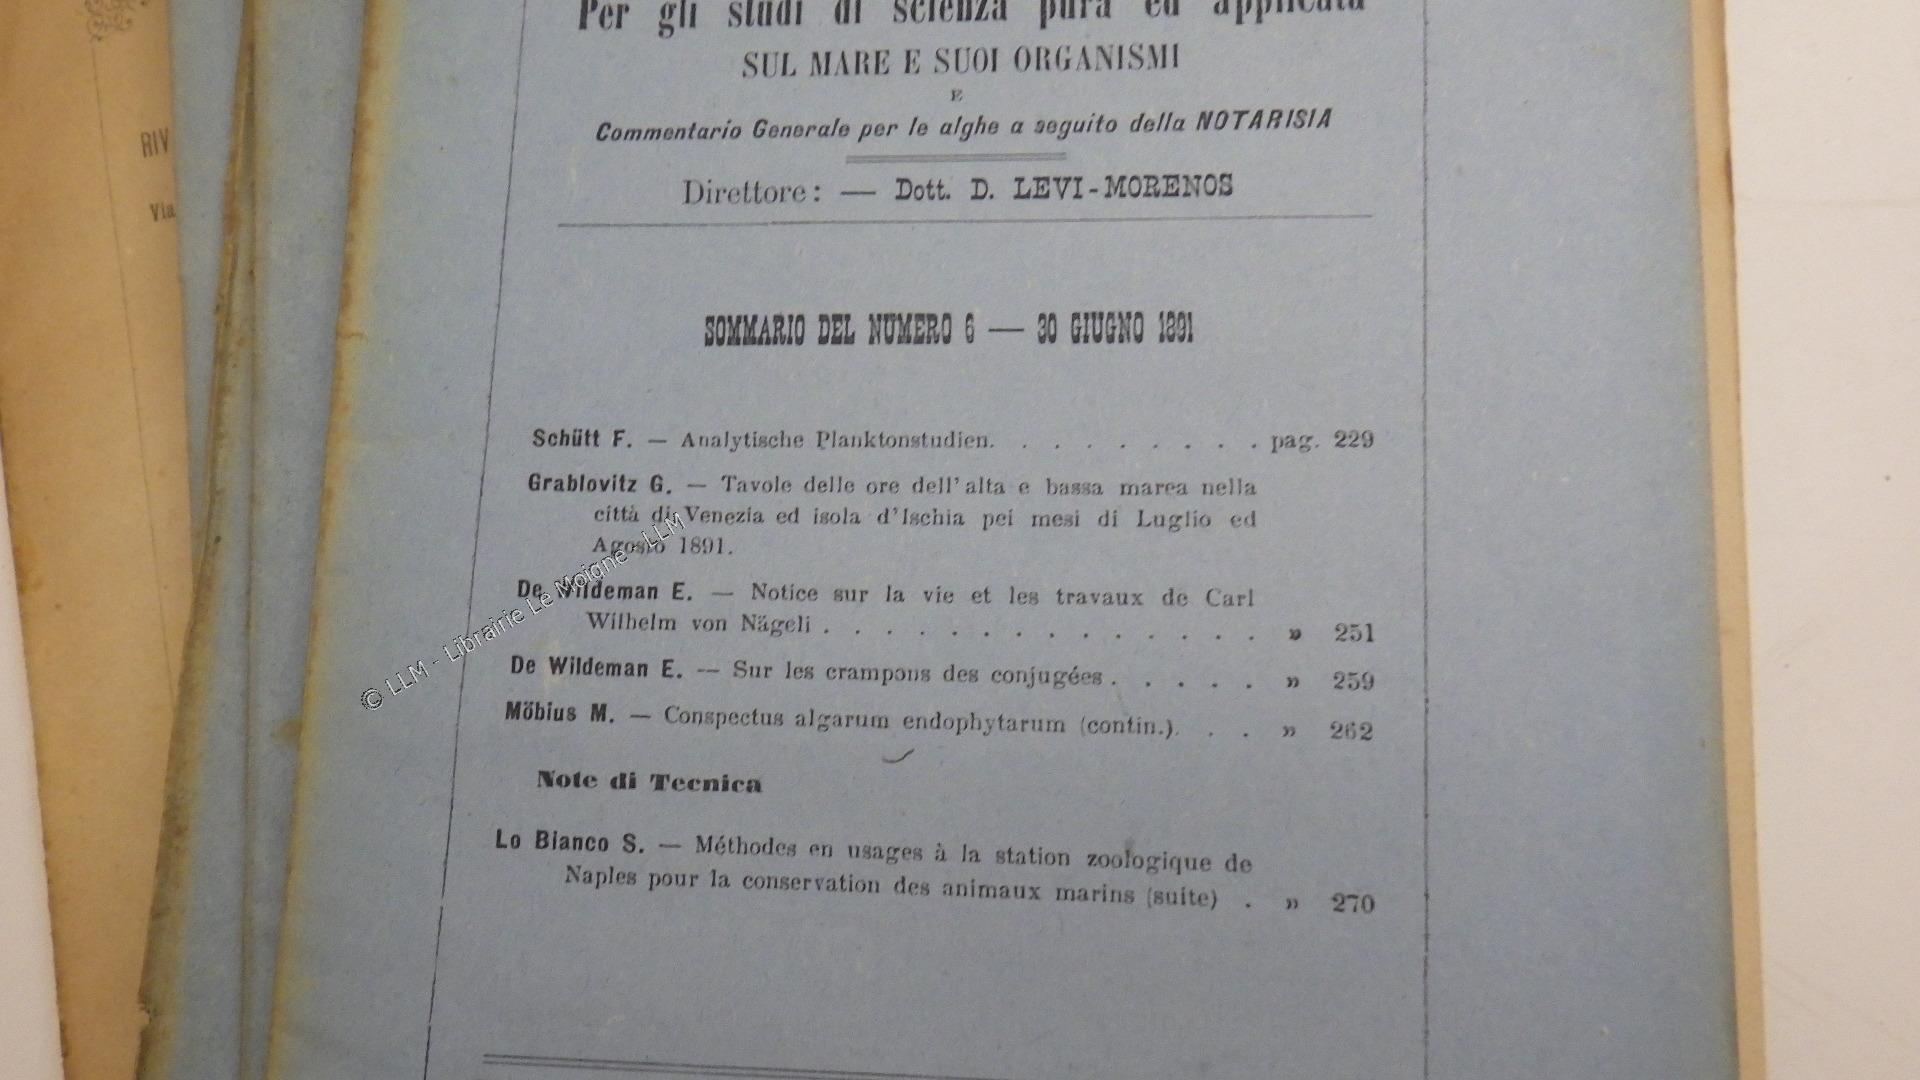 Per gli studi di scienza pura ed applicata
SUL MARE E SUOI ORGANISMI
E
Commentario Generale per le alghe a seguito della NOTARISIA
Direttore: — Dott. D. LEVI-MORENOS
SOMMARIO DEL NUMERO 6 — 30 GIUGNO 1891
Schütt F. — Analytische Planktonstudien. . . . . . . . . pag. 229
Grablovitz G. — Tavole delle ore dell'alta e bassa marea nella
città di Venezia ed isola d'Ischia pei mesi di Luglio ed
Agosto 1891.
De Wildeman E. — Notice sur la vie et les travaux de Carl
Wilhelm von Nägeli . . . . . . . . . . . . . . » 251
De Wildeman E. — Sur les crampons des conjugées . . . . . » 259
Möbius M. — Conspectus algarum endophytarum (contin.). . . » 262
Note di Tecnica
Lo Bianco S. — Méthodes en usages à la station zoologique de
Naples pour la conservation des animaux marins (suite) . » 270
RIV
Via
© LLM - Librairie Le Moigne - LLM